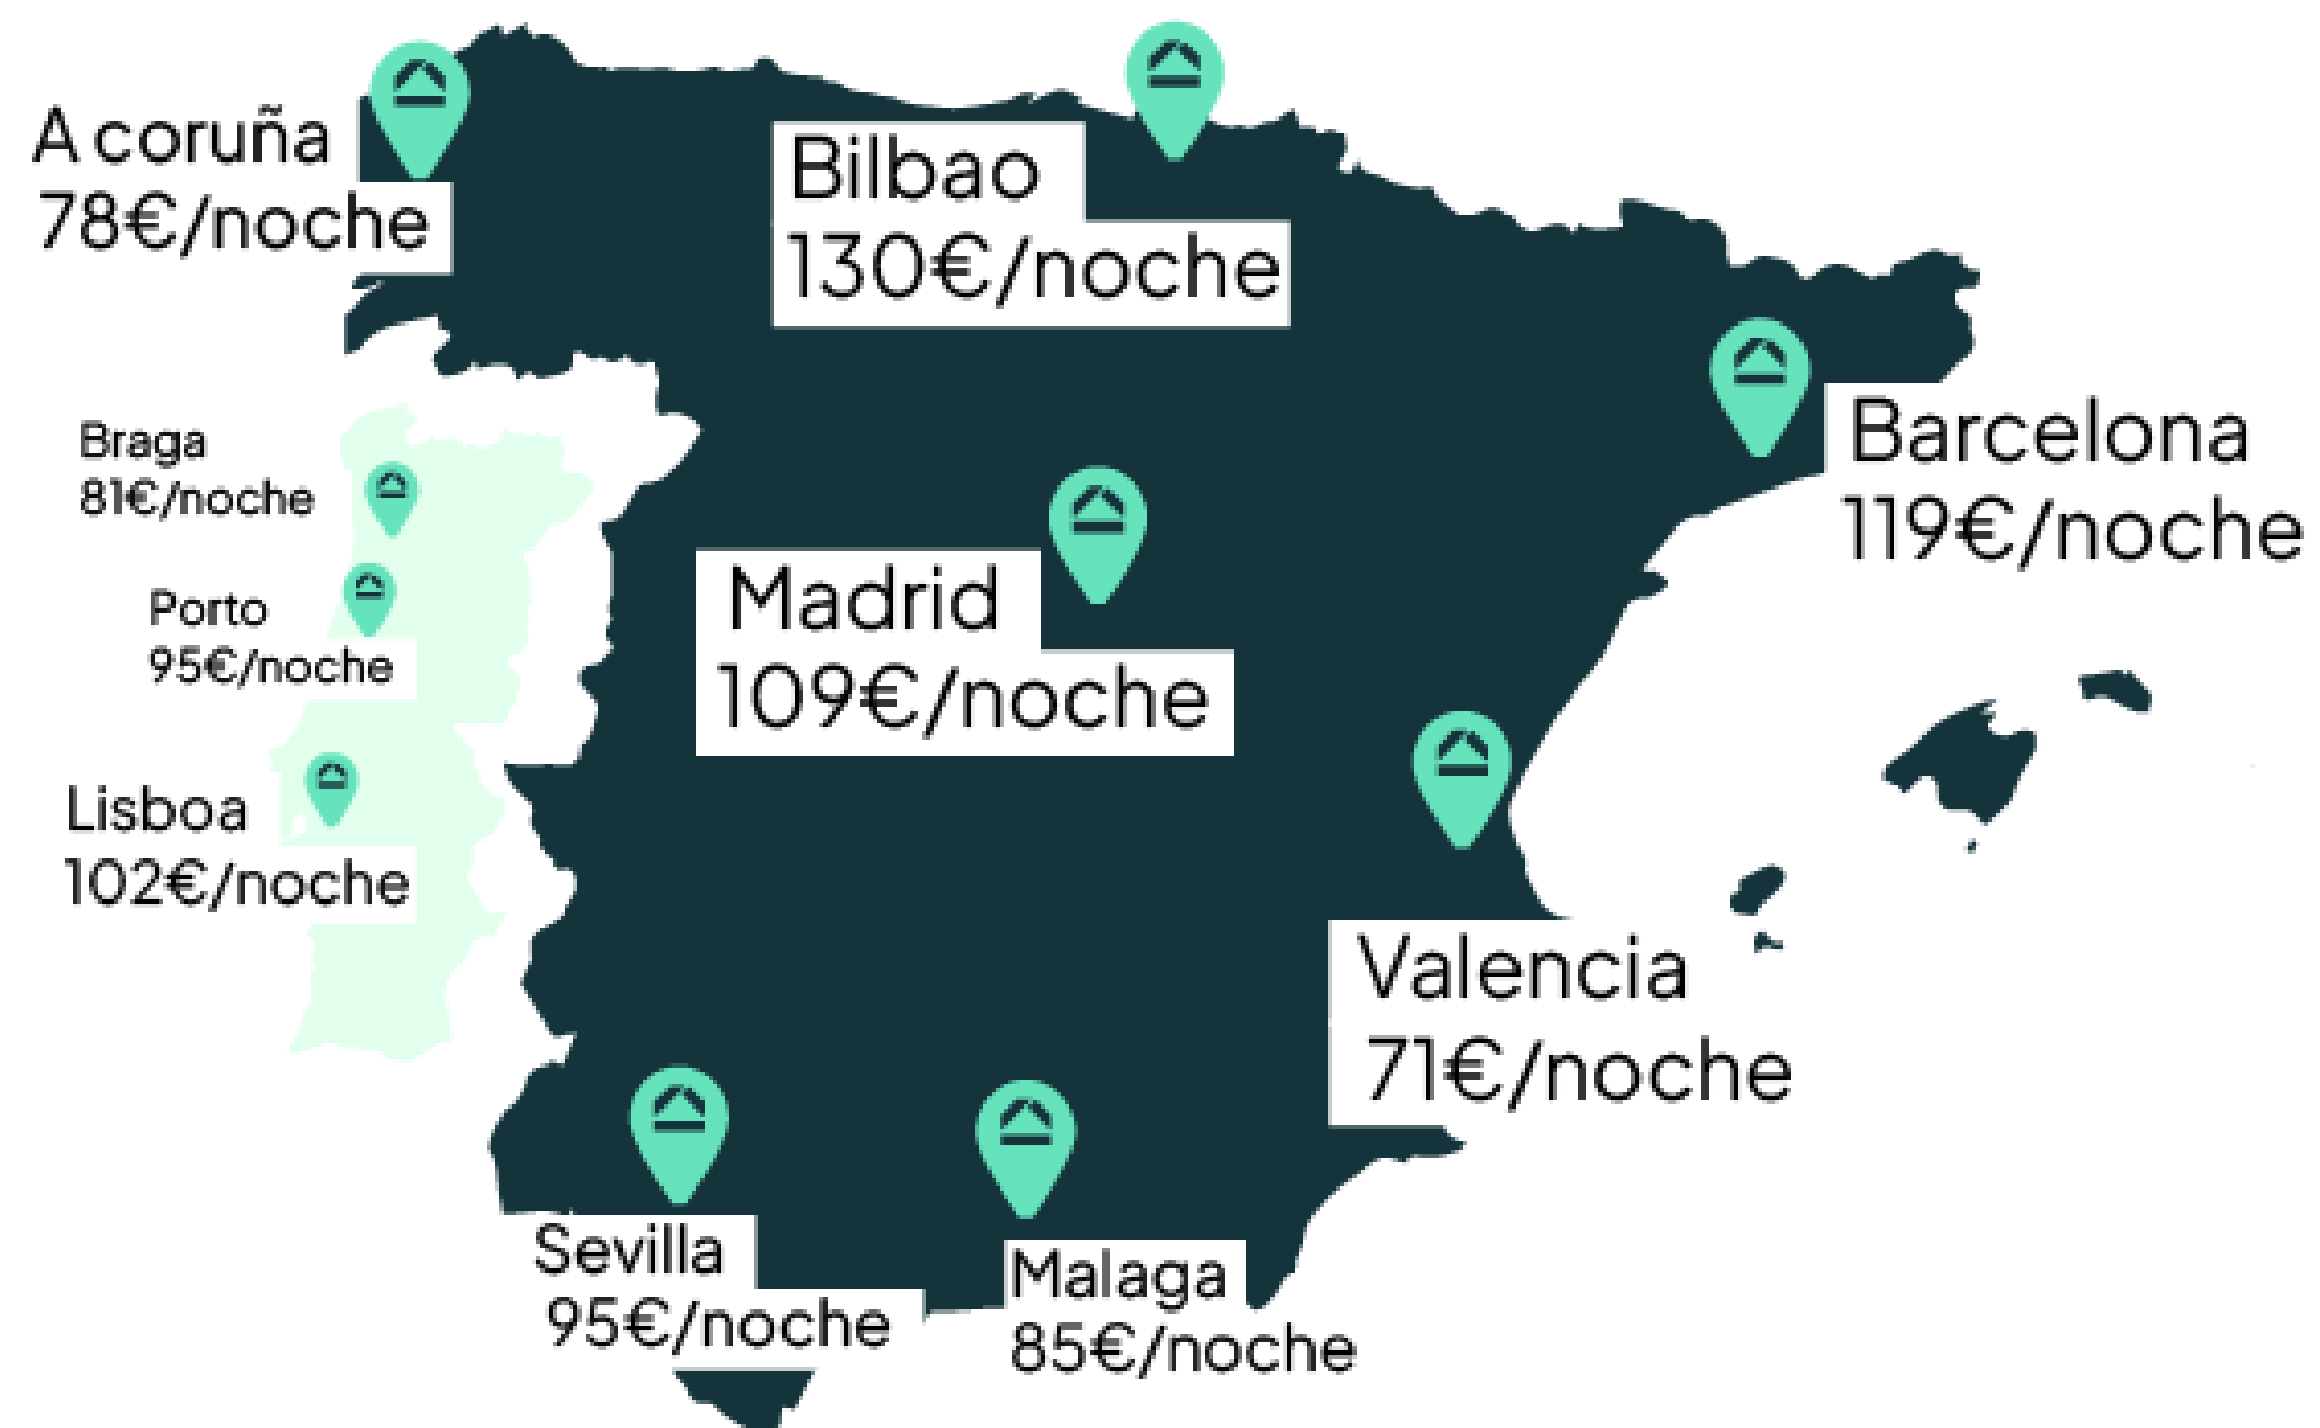 A coruña
78€/noche
Bilbao
130€/noche
Barcelona
119€/noche
Braga
81€/noche
Madrid
109€/noche
Porto
95€/noche
Lisboa
102€/noche
Valencia
71€/noche
Sevilla
95€/noche
Malaga
85€/noche